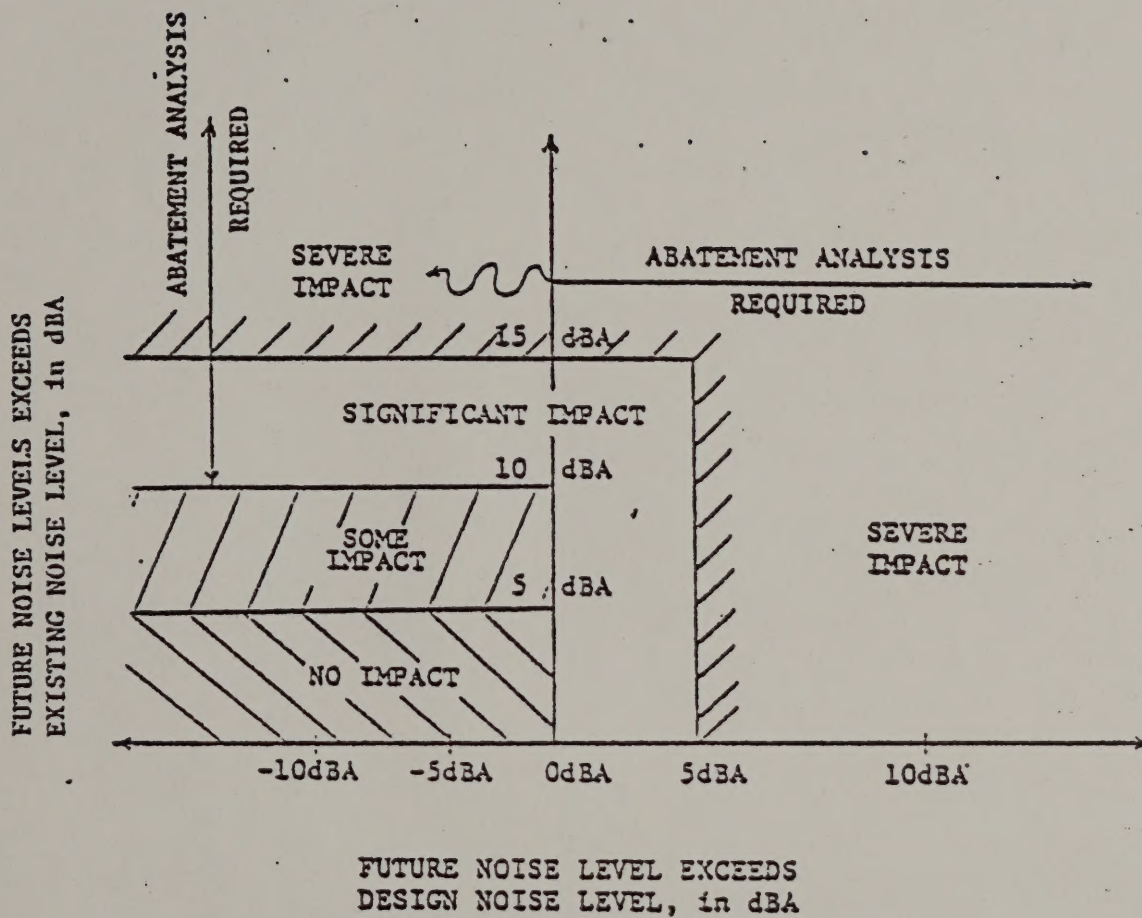 ABATEMENT ANALYSIS
REQUIRED
SEVERE
IMPACT
ABATEMENT ANALYSIS
REQUIRED
15 dBA
SIGNIFICANT IMPACT
10 dBA
SOME
IMPACT
SEVERE
IMPACT
5 dBA
NO IMPACT
-10dBA -5dBA 0dBA 5dBA 10dBA
FUTURE NOISE LEVELS EXCEEDS
EXISTING NOISE LEVEL, in dBA
FUTURE NOISE LEVEL EXCEEDS
DESIGN NOISE LEVEL, in dBA